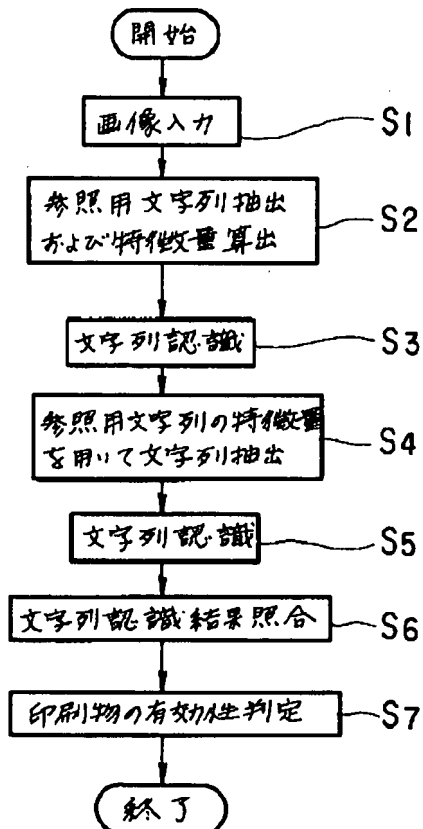 開始
画像入力
S1
参照用文字列抽出
および特徴量算出
S2
文字列認識
S3
参照用文字列の特徴量
を用いて文字列抽出
S4
文字列認識
S5
文字列認識結果照合
S6
印刷物の有効性判定
S7
終了